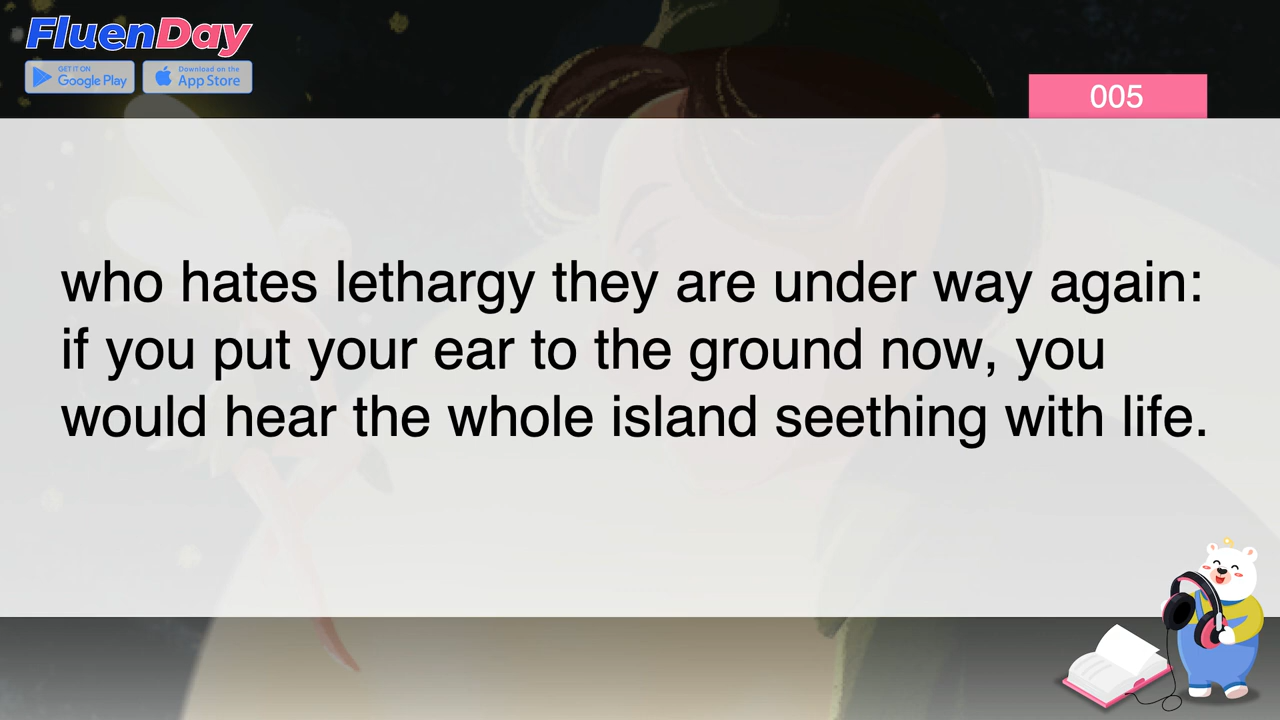 FluenDay
GET IT ON
Google Play
Download on the
App Store
005
who hates lethargy they are under way again:
if you put your ear to the ground now, you
would hear the whole island seething with life.